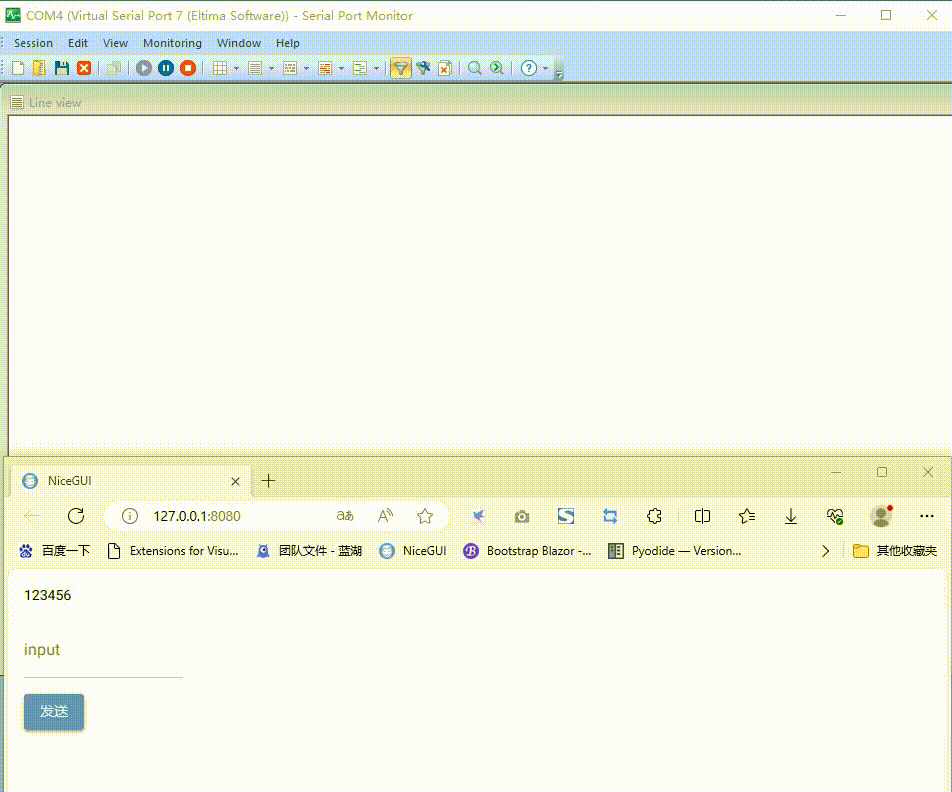 COM4 (Virtual Serial Port 7 (Eltima Software)) - Serial Port Monitor
Session Edit View Monitoring Window Help
Line view
NiceGUI
127.0.0.1:8080
百度一下 Extensions for Visu... 团队文件 - 蓝湖 NiceGUI Bootstrap Blazor -... Pyodide — Version... 其他收藏夹
123456
input
发送